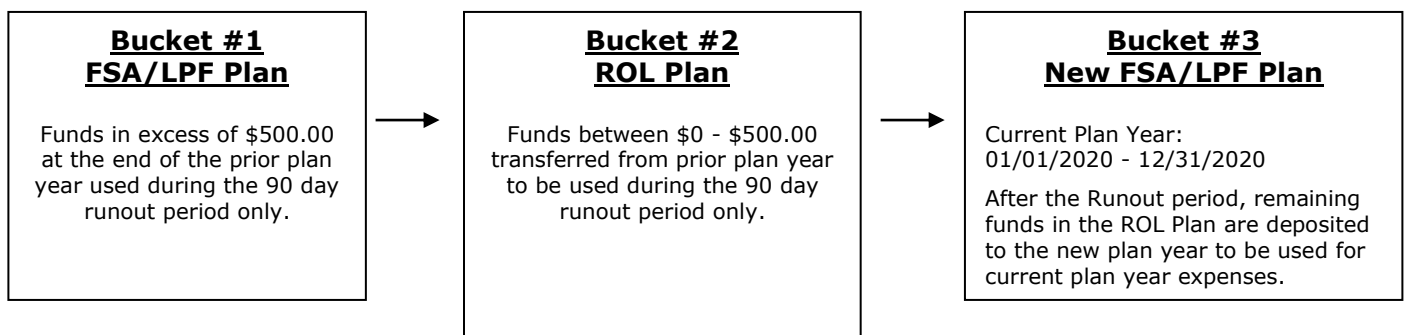 Bucket #1
FSA/LPF Plan
Funds in excess of $500.00
at the end of the prior plan
year used during the 90 day
runout period only.
Bucket #2
ROL Plan
Funds between $0 - $500.00
transferred from prior plan year
to be used during the 90 day
runout period only.
Bucket #3
New FSA/LPF Plan
Current Plan Year:
01/01/2020 - 12/31/2020
After the Runout period, remaining
funds in the ROL Plan are deposited
to the new plan year to be used for
current plan year expenses.